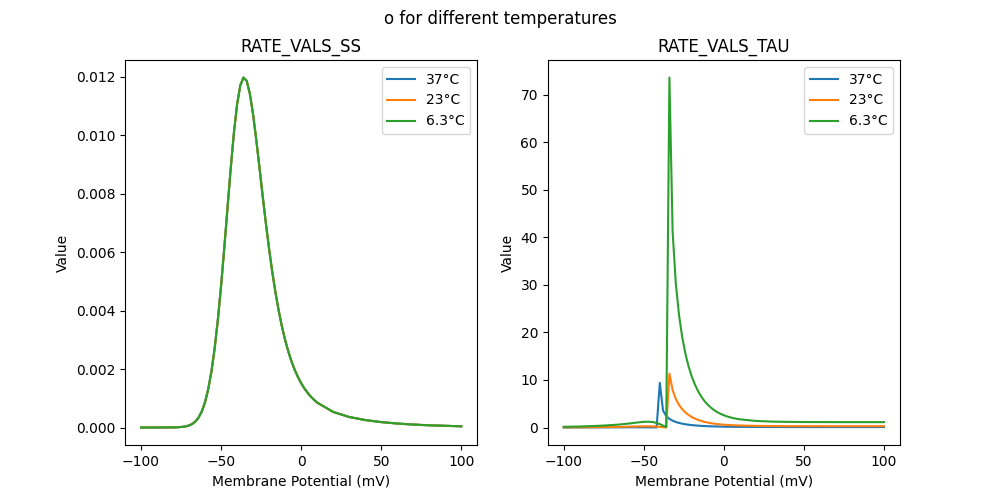 o for different temperatures
RATE_VALS_SS
Value
0.012
0.010
0.008
0.006
0.004
0.002
0.000
37°C
23°C
6.3°C
−100
−50
0
50
100
Membrane Potential (mV)
RATE_VALS_TAU
Value
70
60
50
40
30
20
10
0
37°C
23°C
6.3°C
−100
−50
0
50
100
Membrane Potential (mV)